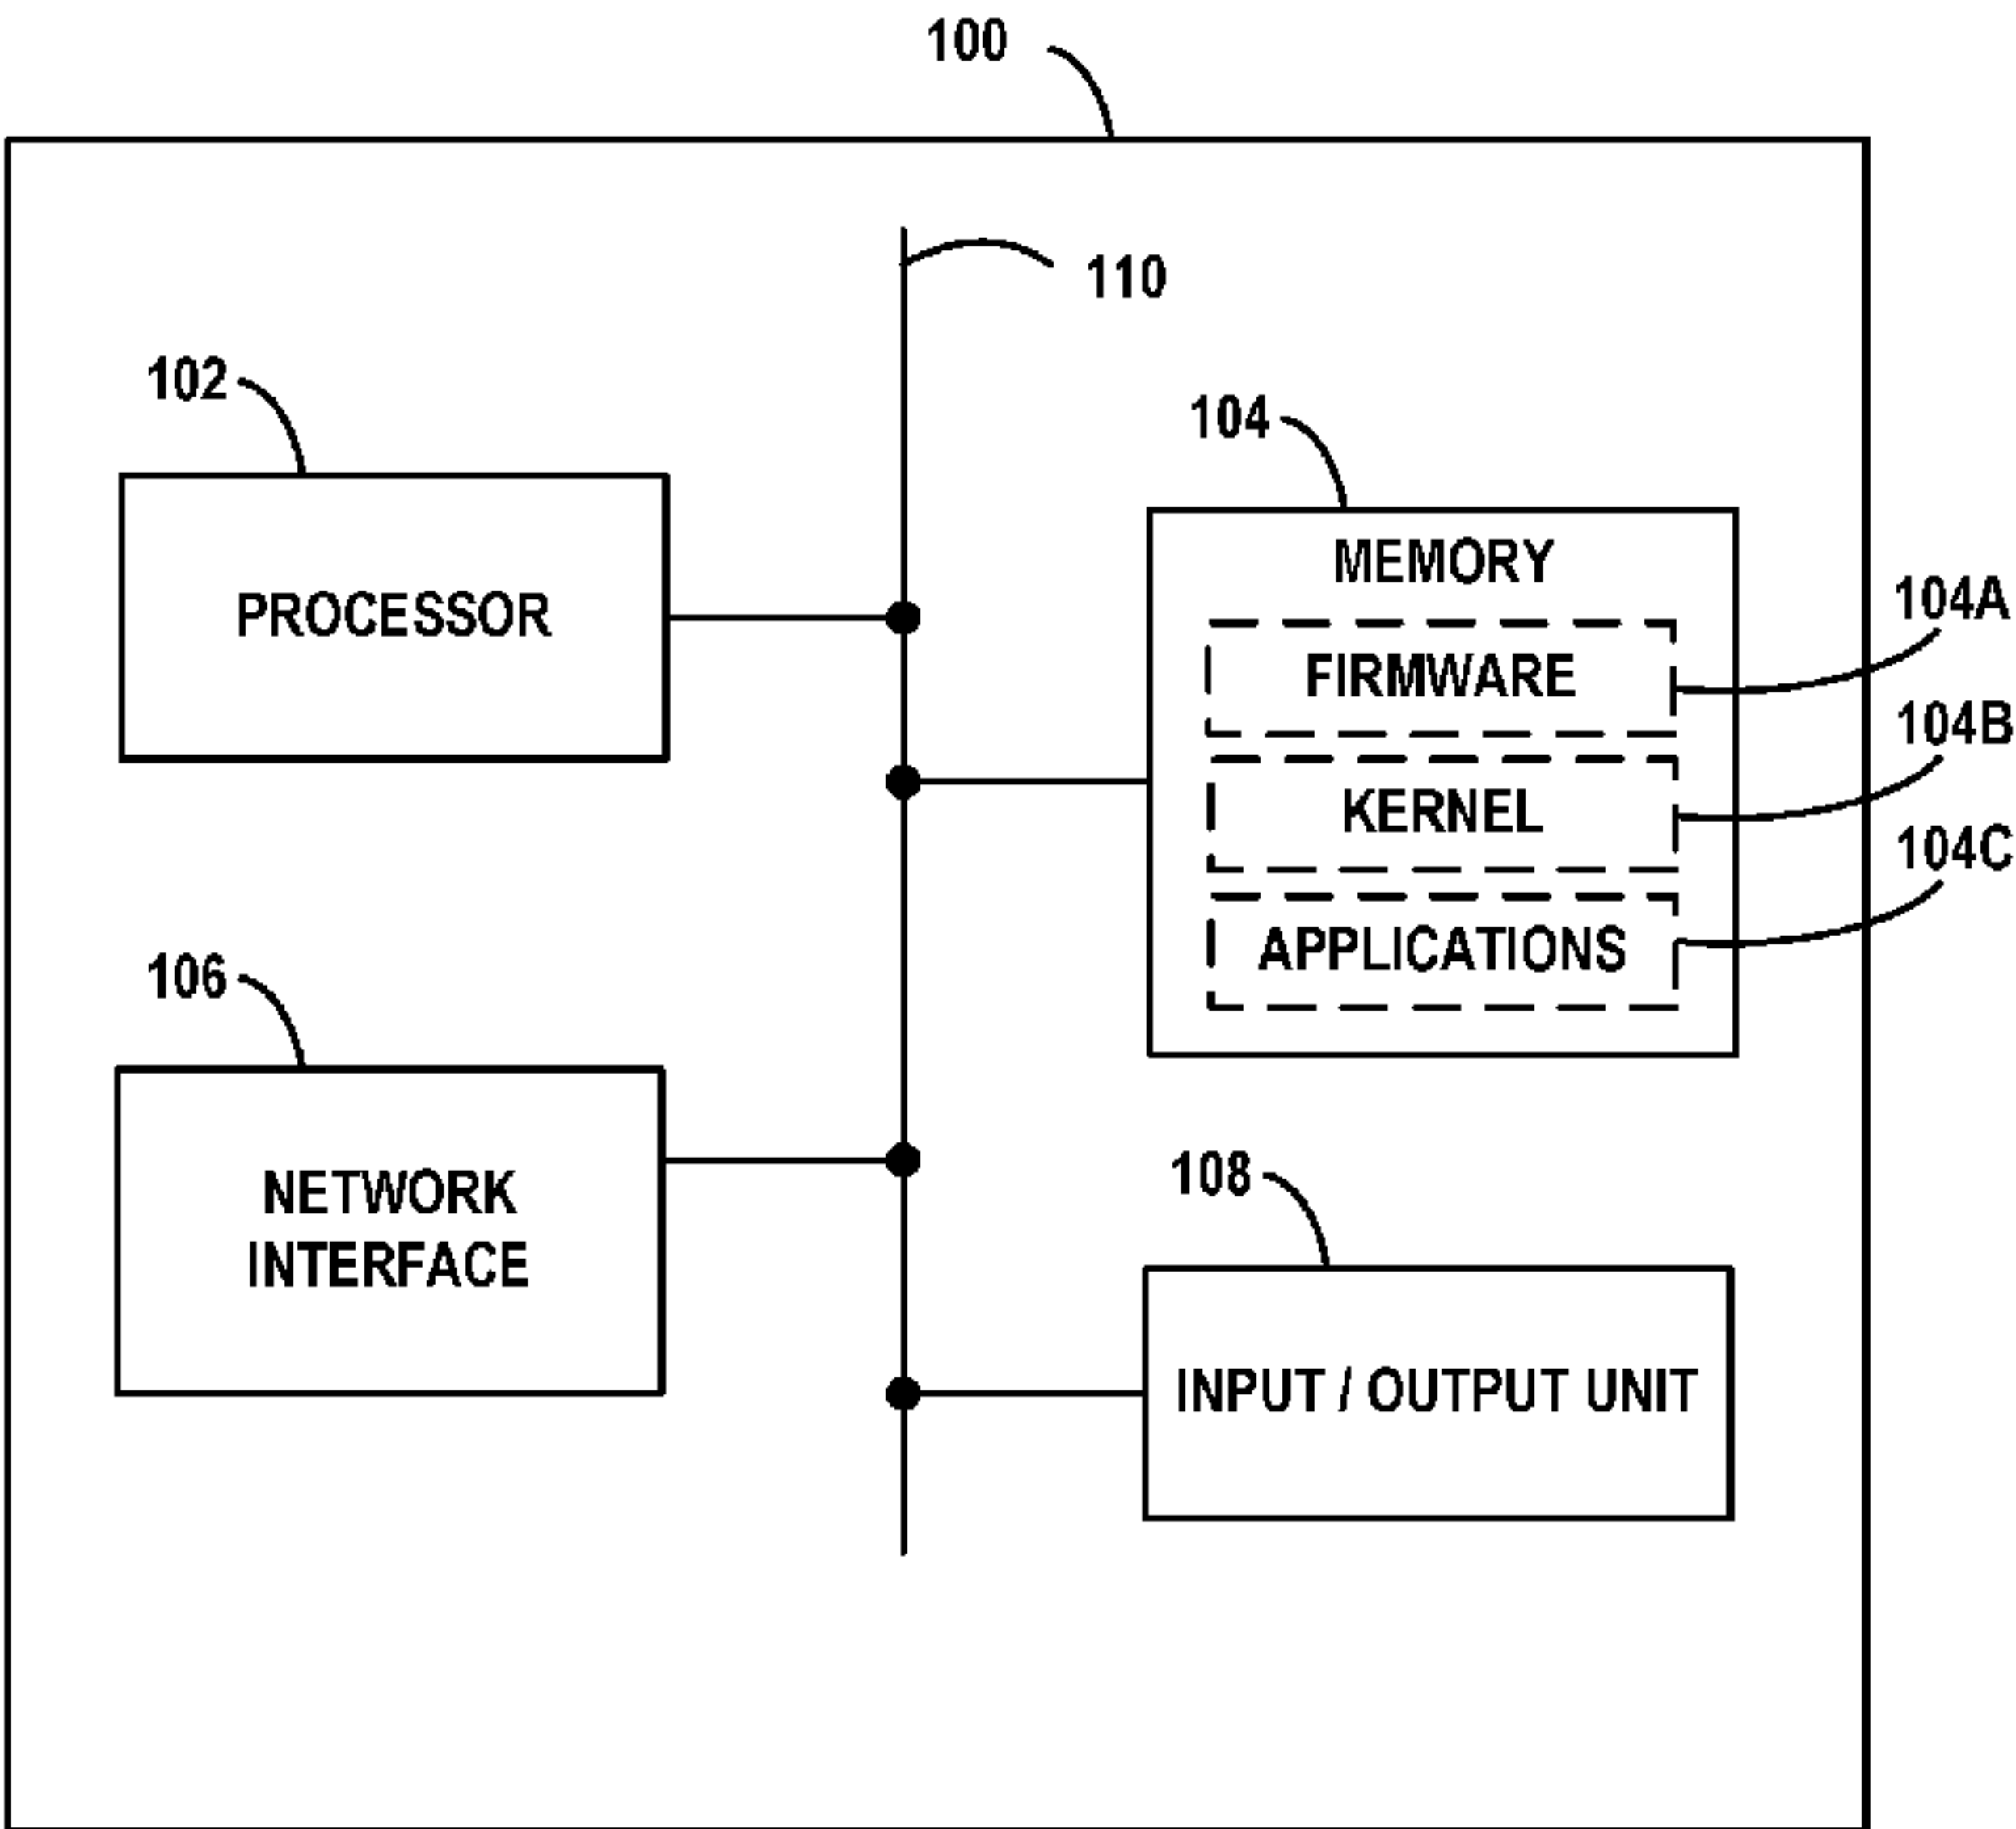 100
110
102
PROCESSOR
104
MEMORY
FIRMWARE
104A
KERNEL
104B
APPLICATIONS
104C
106
NETWORK
INTERFACE
108
INPUT / OUTPUT UNIT